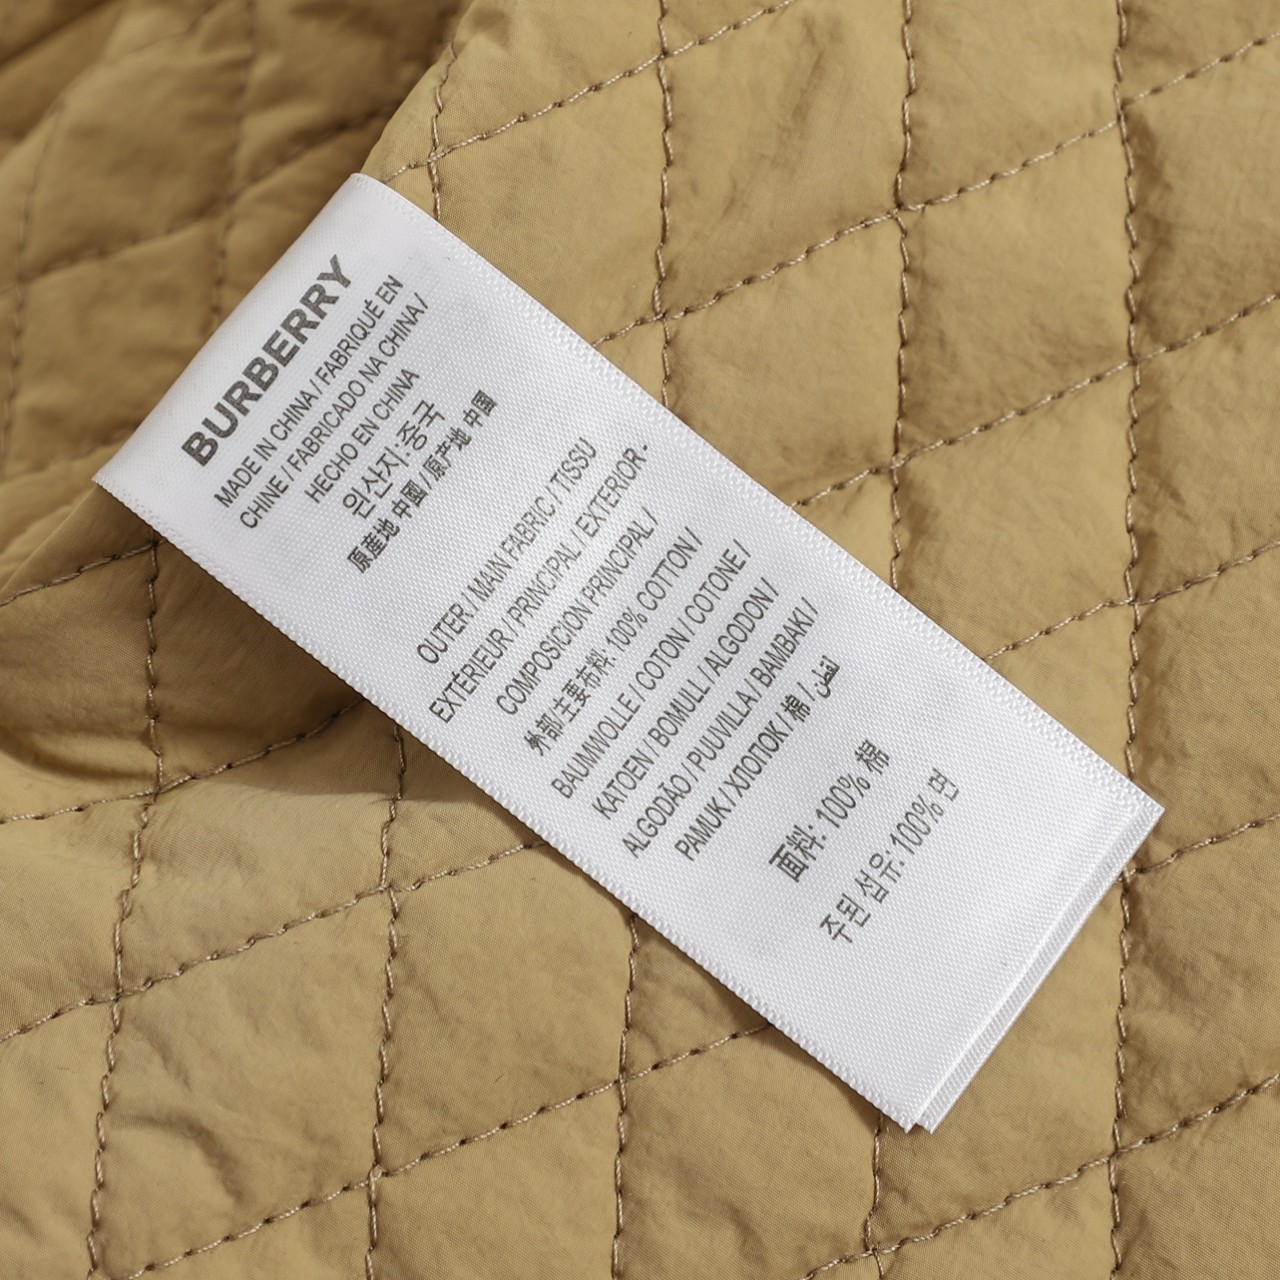 BURBERRY
MADE IN CHINA / FABRIQUÉ EN
CHINE / FABRICADO NA CHINA /
HECHO EN CHINA
원산지:중국
原産地 中國 / 原产地 中国
OUTER / MAIN FABRIC / TISSU
EXTÉRIEUR / PRINCIPAL / EXTERIOR-
COMPOSICION PRINCIPAL /
外部/主要布料: 100% COTTON /
BAUMWOLLE / COTON / COTONE /
KATOEN / BOMULL / ALGODON /
ALGODÃO / PUUVILLA / BAMBAKI /
PAMUK / ΧΙΤΟΠΟΚ / 棉 / قطن
面料: 100% 棉
주된 섬유: 100% 면